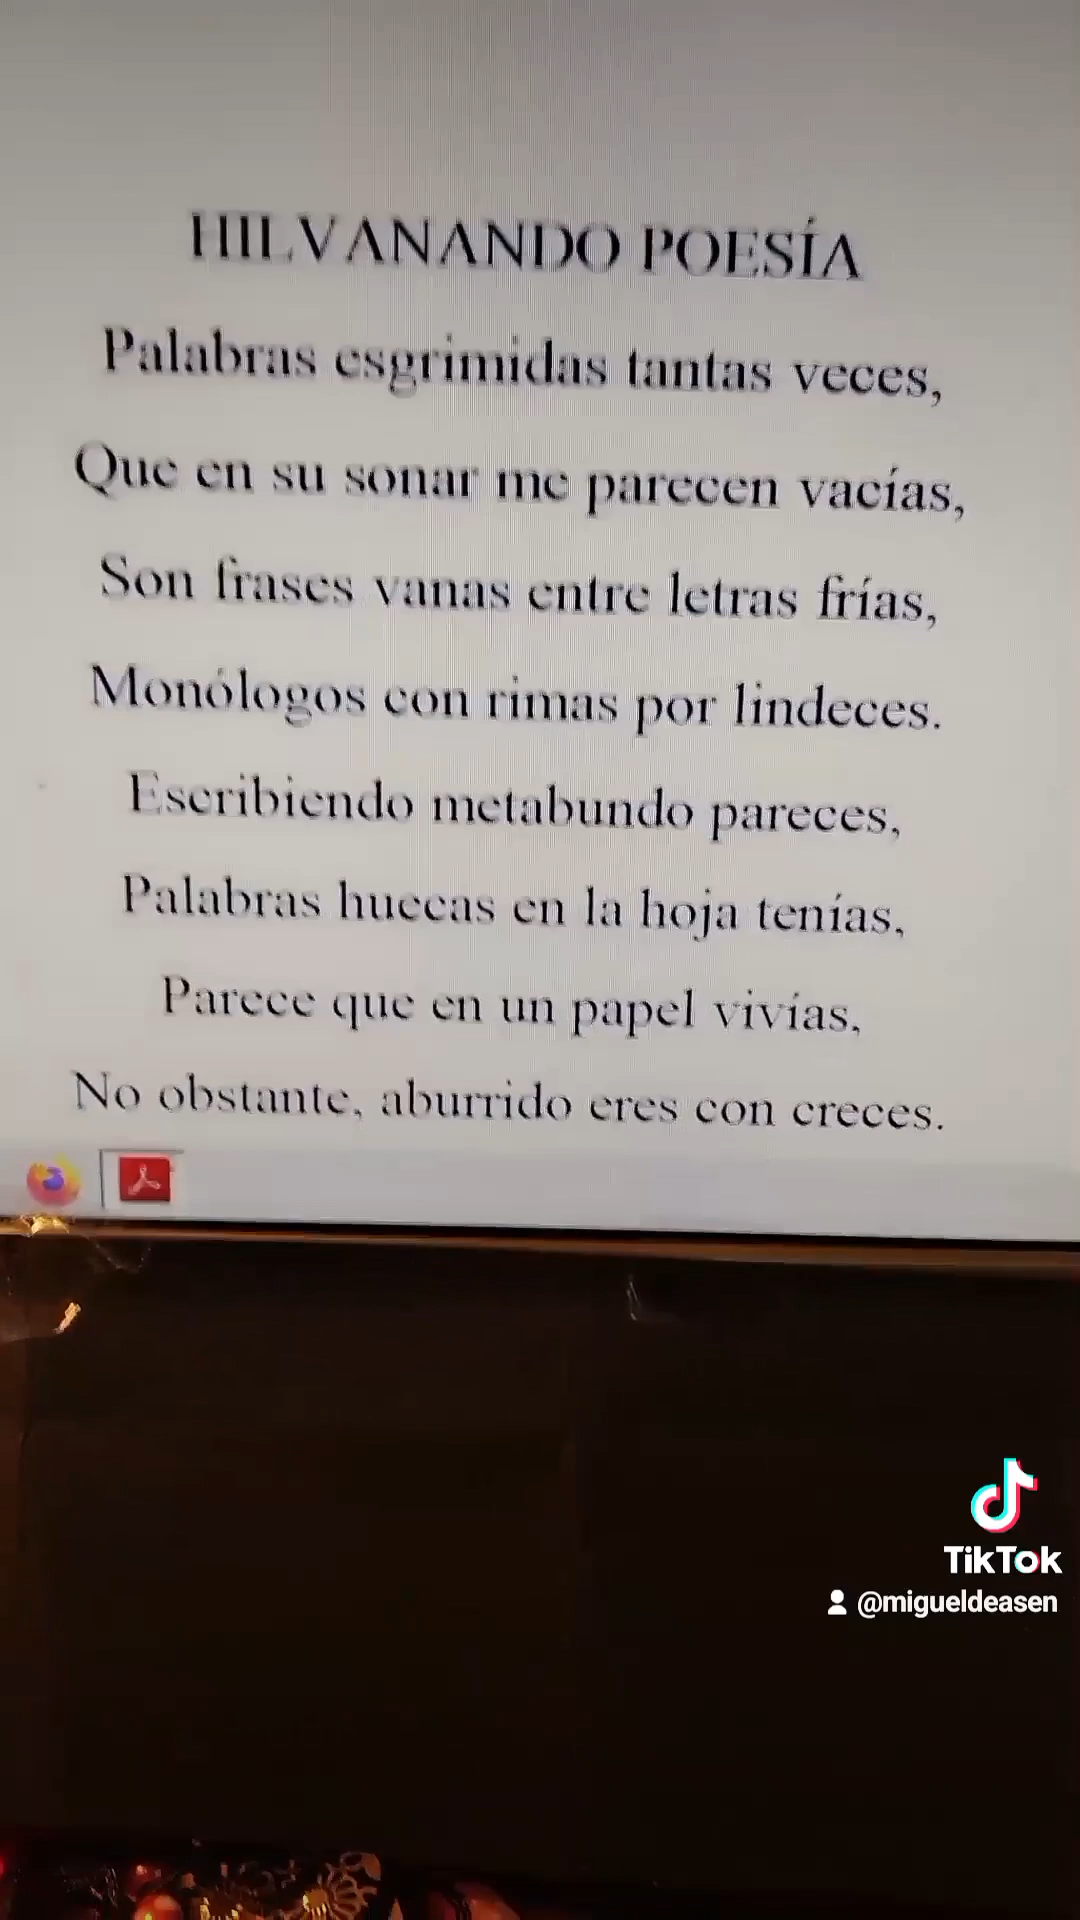 HILVANANDO POESÍA
Palabras esgrimidas tantas veces,
Que en su sonar me parecen vacías,
Son frases vanas entre letras frías,
Monólogos con rimas por lindeces.
Escribiendo metabundo pareces,
Palabras huecas en la hoja tenías,
Parece que en un papel vivías,
No obstante, aburrido eres con creces.
TikTok
@migueldeasen